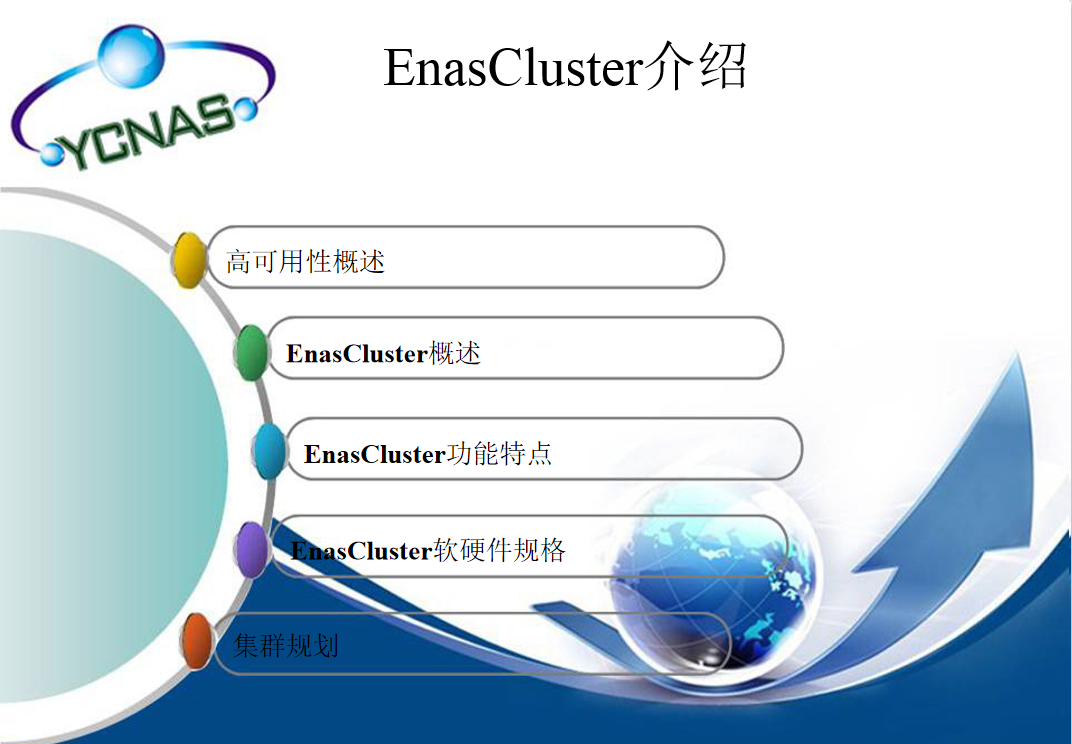 YCNAS
EnasCluster介绍
高可用性概述
EnasCluster概述
EnasCluster功能特点
EnasCluster软硬件规格
集群规划